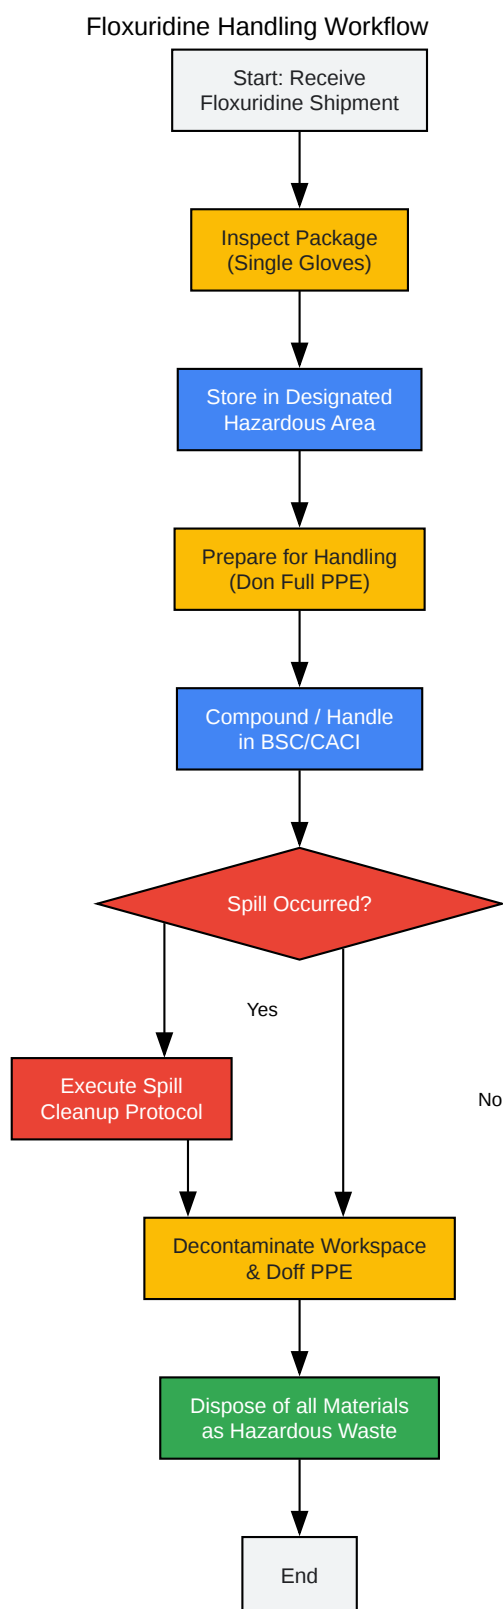 Floxuridine Handling Workflow
Start: Receive
Floxuridine Shipment
Inspect Package
(Single Gloves)
Store in Designated
Hazardous Area
Prepare for Handling
(Don Full PPE)
Compound / Handle
in BSC/CACI
Spill Occurred?
Yes
Execute Spill
Cleanup Protocol
No
Decontaminate Workspace
& Doff PPE
Dispose of all Materials
as Hazardous Waste
End